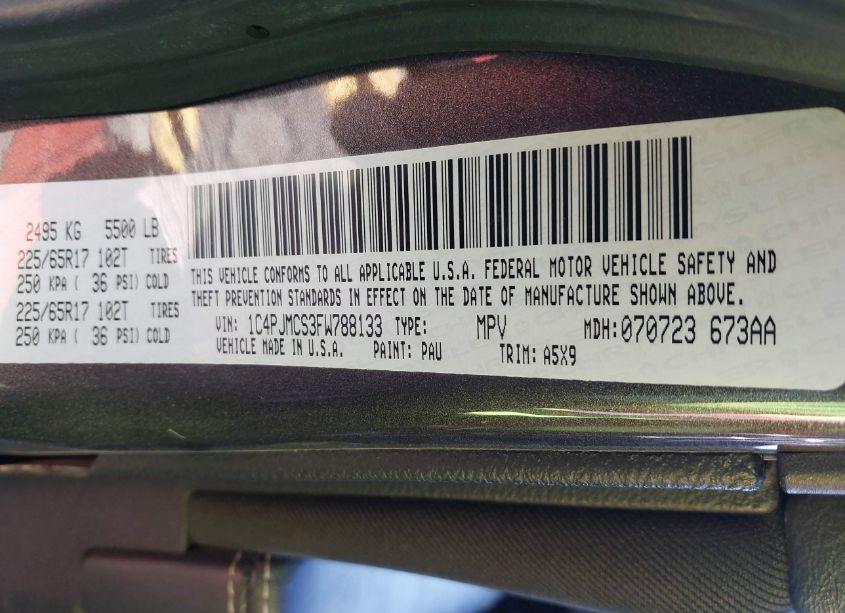 2495 KG 5500 LB
225/65R17 102T TIRES
250 KPA ( 36 PSI) COLD
225/65R17 102T TIRES
250 KPA ( 36 PSI) COLD
THIS VEHICLE CONFORMS TO ALL APPLICABLE U.S.A. FEDERAL MOTOR VEHICLE SAFETY AND
THEFT PREVENTION STANDARDS IN EFFECT ON THE DATE OF MANUFACTURE SHOWN ABOVE.
VIN: 1C4PJMCS3FW788133 TYPE: MPV MDH:070723 673AA
VEHICLE MADE IN U.S.A. PAINT: PAU TRIM: A5X9